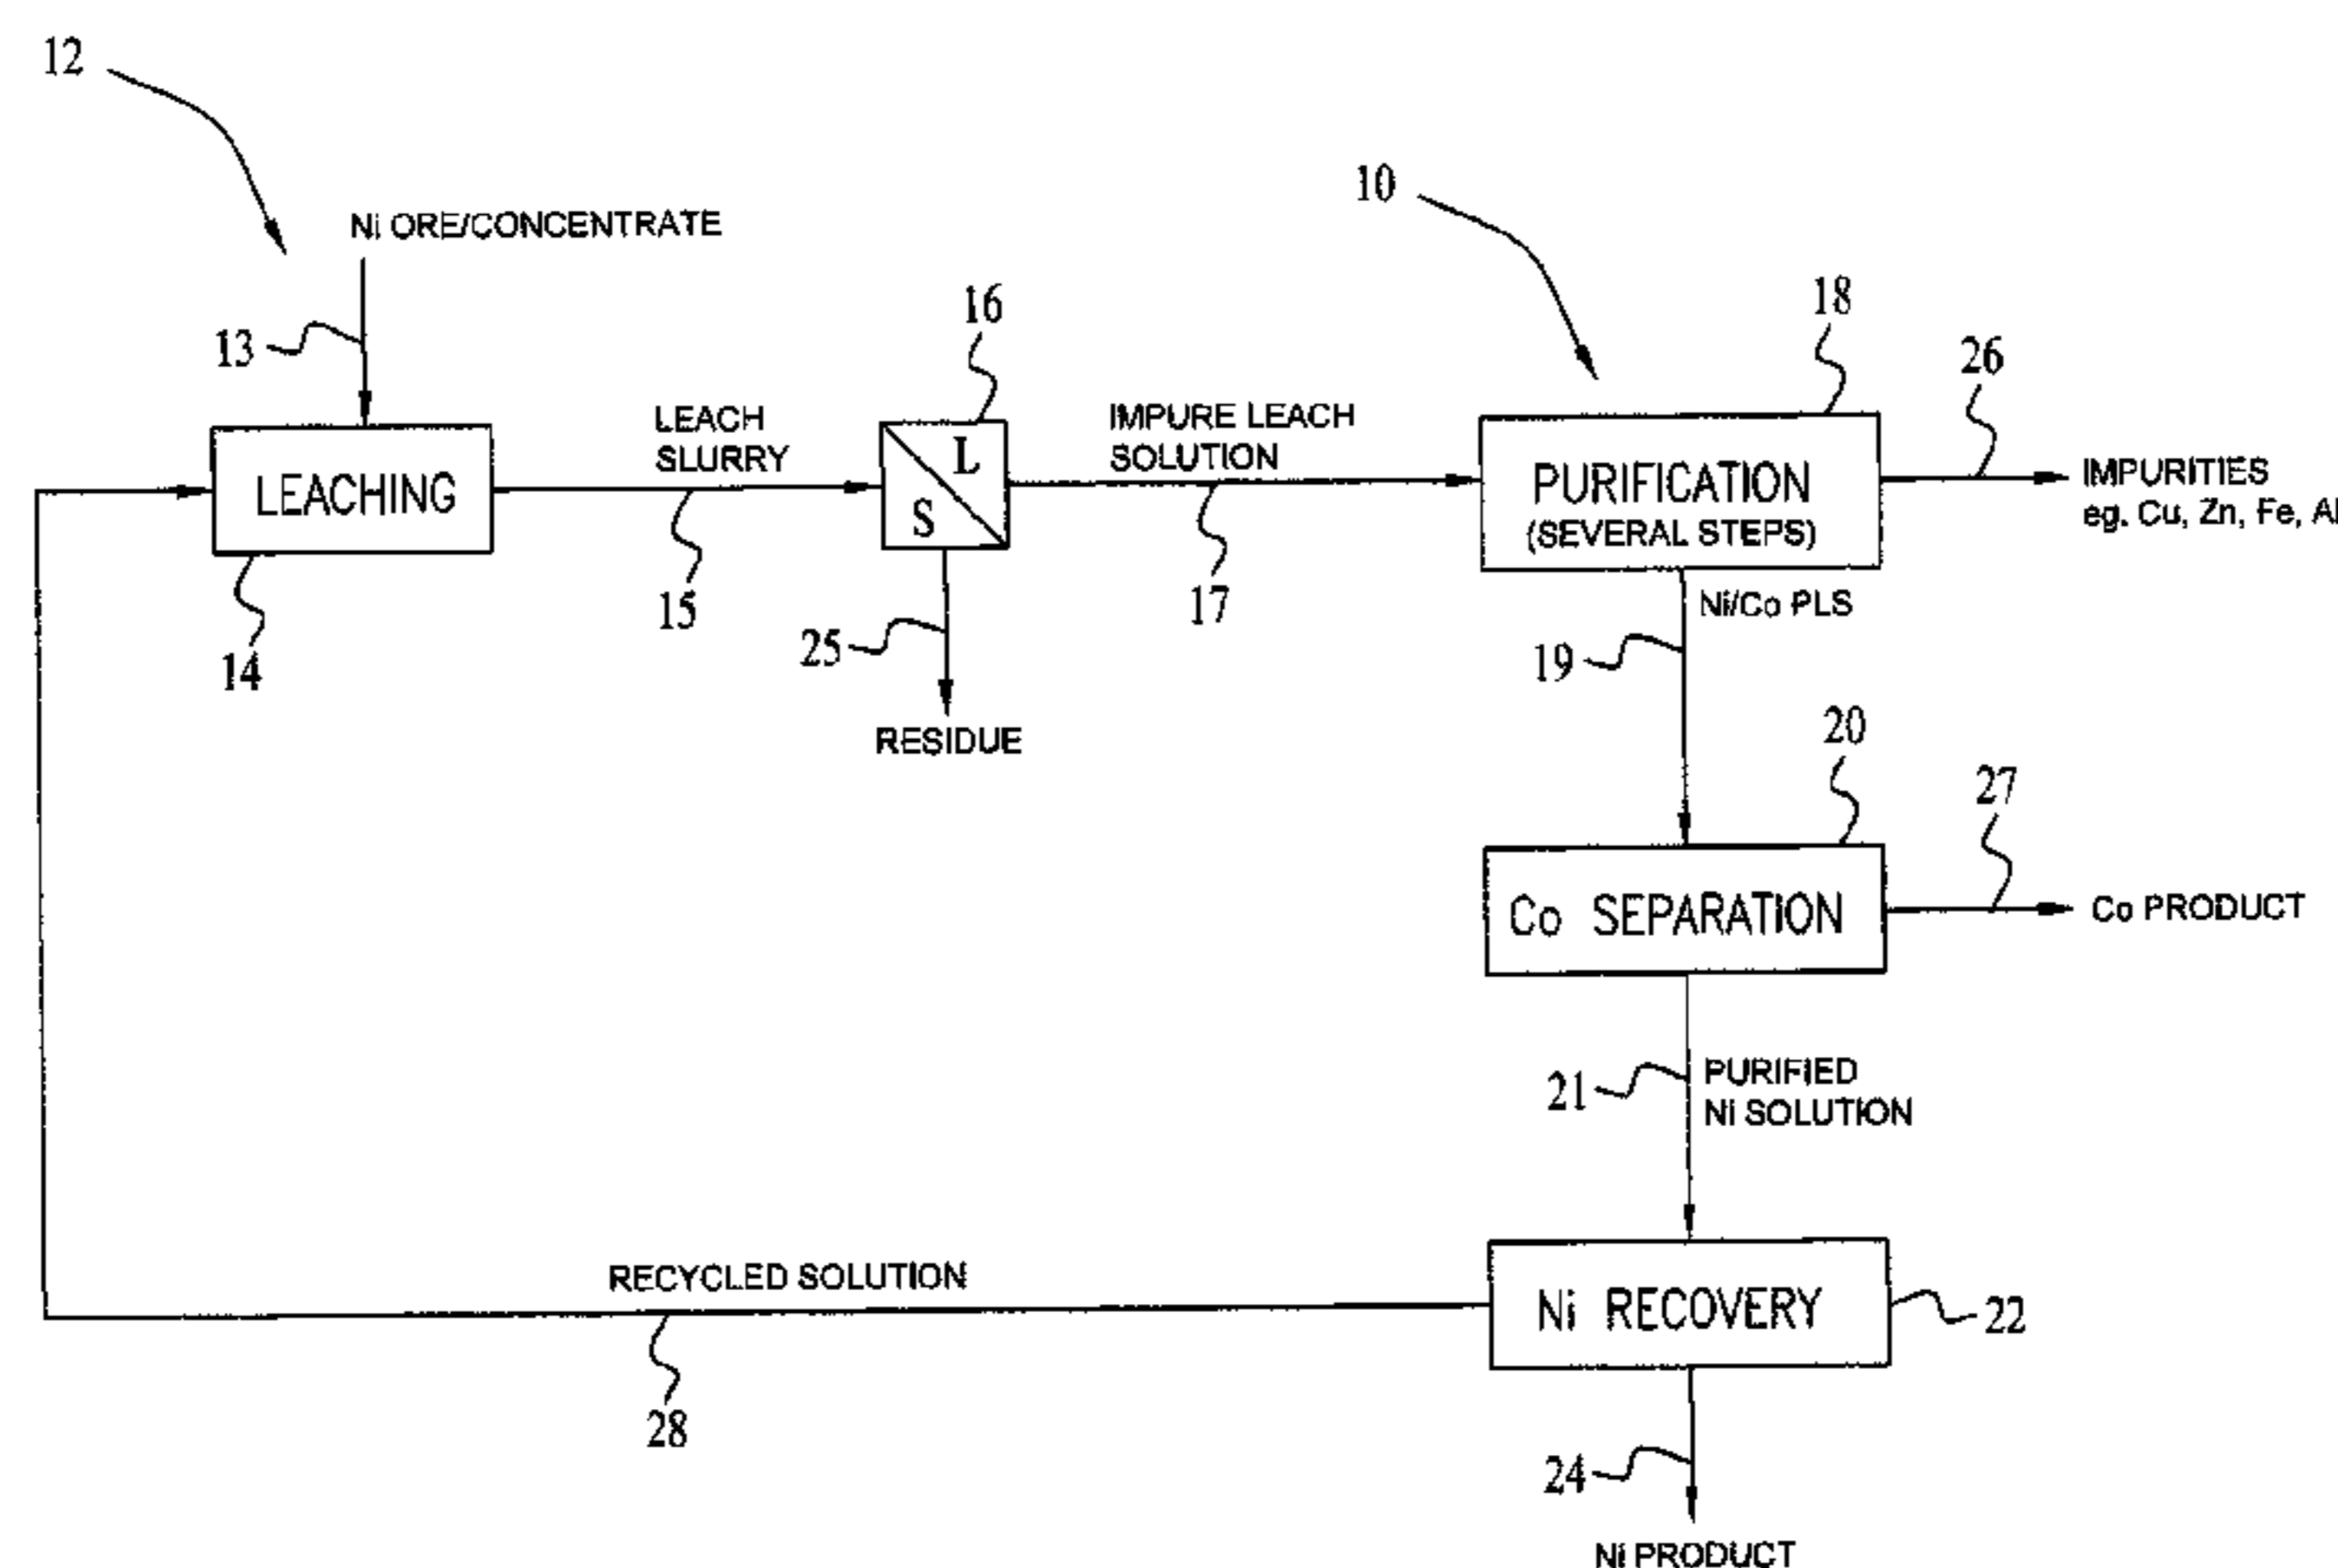 12
Ni ORE/CONCENTRATE
13
LEACHING
14
LEACH
SLURRY
15
16
L
S
25
RESIDUE
IMPURE LEACH
SOLUTION
17
10
18
PURIFICATION
(SEVERAL STEPS)
26
IMPURITIES
eg. Cu, Zn, Fe, Al
Ni/Co PLS
19
20
Co SEPARATION
27
Co PRODUCT
21
PURIFIED
Ni SOLUTION
Ni RECOVERY
22
RECYCLED SOLUTION
28
24
Ni PRODUCT